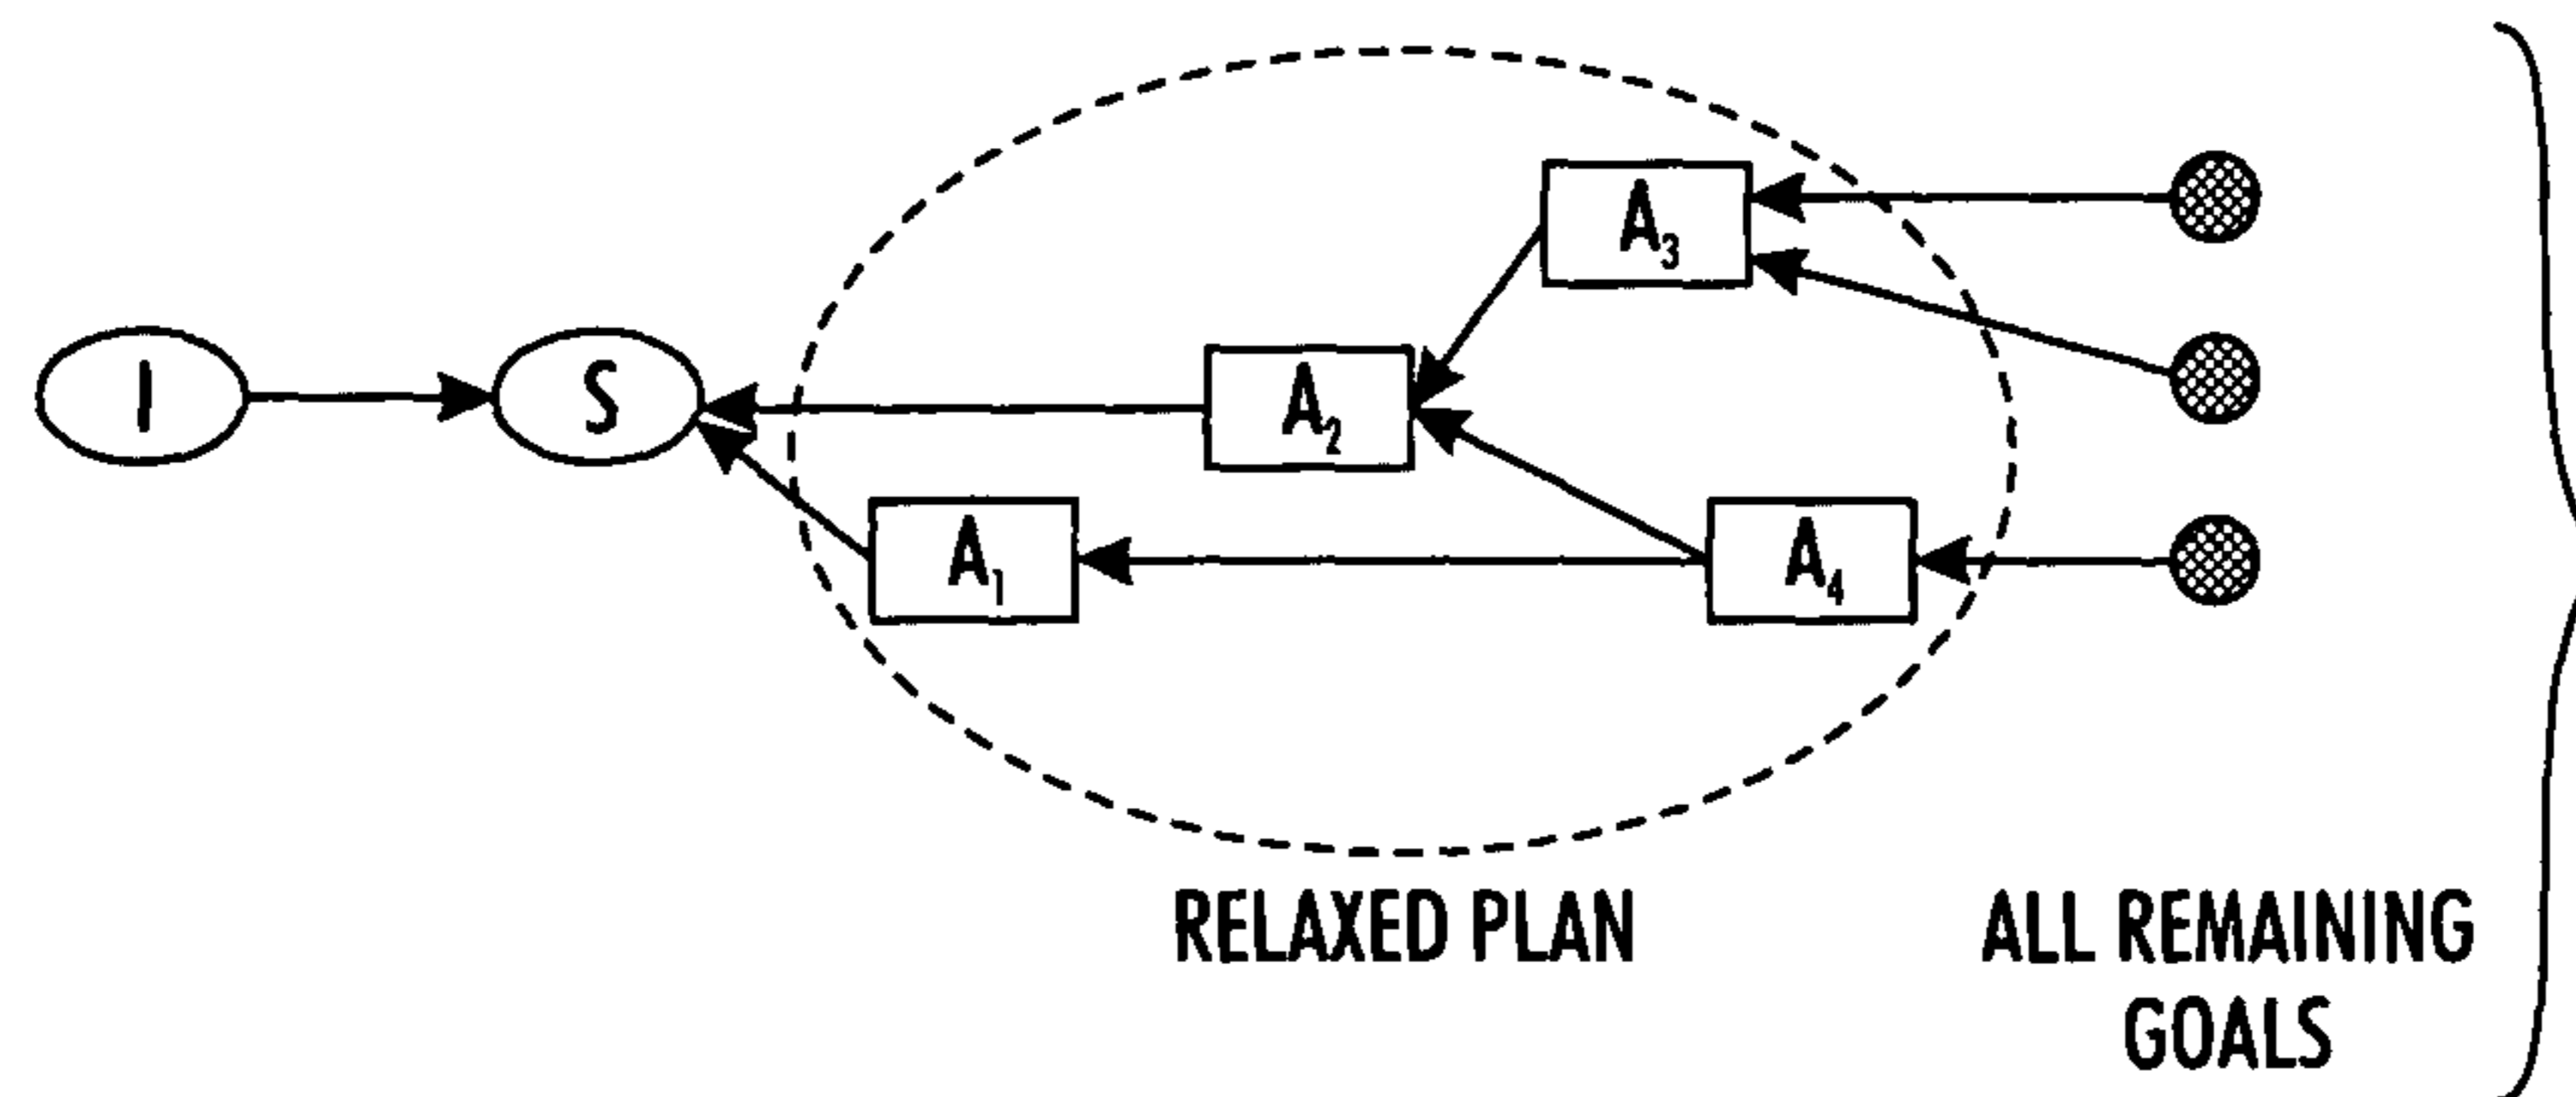 A₃
I
S
A₂
A₁
A₄
RELAXED PLAN
ALL REMAINING
GOALS